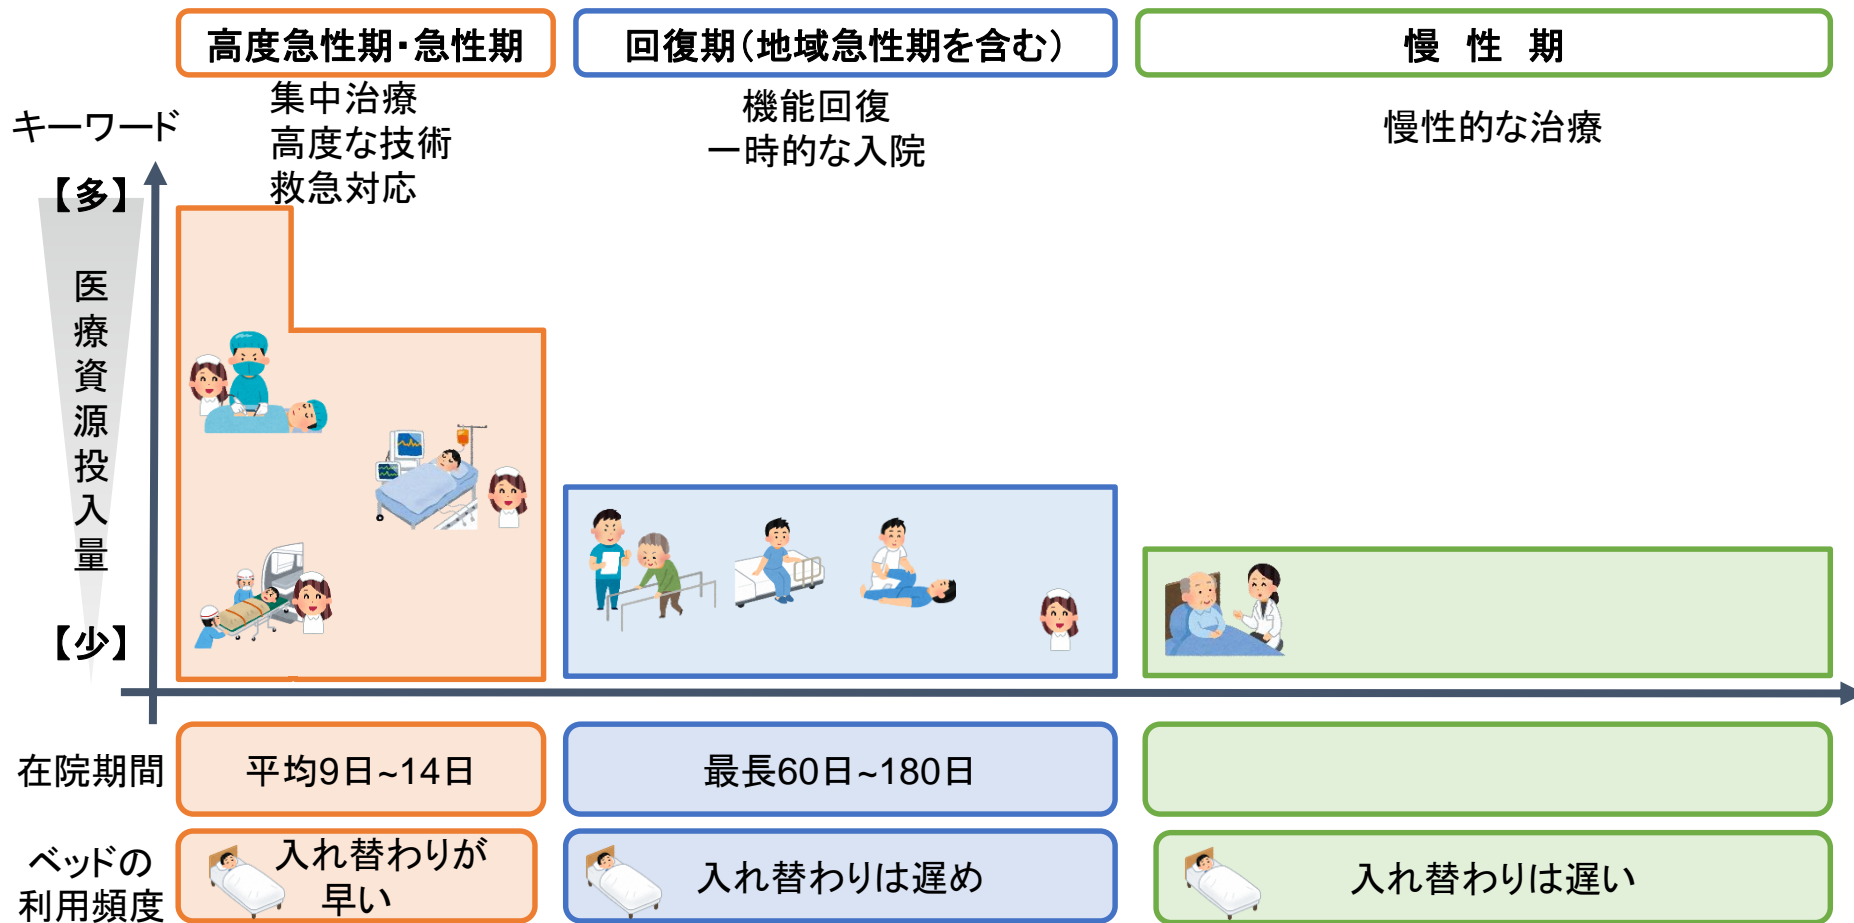 高度急性期・急性期
回復期（地域急性期を含む）
慢 性 期
キーワード
集中治療
高度な技術
救急対応
機能回復
一時的な入院
慢性的な治療
【多】
医療資源投入量
【少】
在院期間
平均9日~14日
最長60日~180日
ベッドの
利用頻度
入れ替わりが
早い
入れ替わりは遅め
入れ替わりは遅い